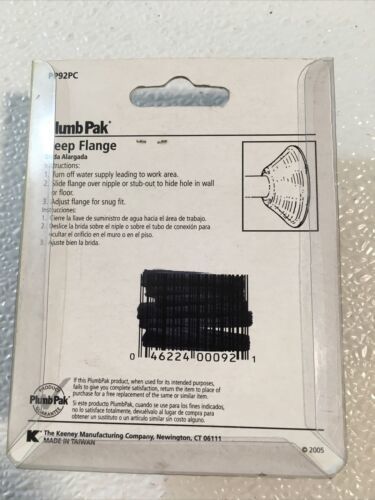 PP92PC
PlumbPak®
Deep Flange
Brida Alargada
Instructions:
1. Turn off water supply leading to work area.
2. Slide flange over nipple or stub-out to hide hole in wall
or floor.
3. Adjust flange for snug fit.
Instrucciones:
1. Cierre la llave de suministro de agua hacia el área de trabajo.
2. Deslice la brida sobre el niple o sobre el tubo de conexión para
ocultar el orificio en el muro o en el piso.
3. Ajuste bien la brida.
0 46224 00092 1
PRODUCT
PlumbPak
GUARANTEE
If this PlumbPak product, when used for its intended purposes,
fails to give you satisfaction, return the item to place of
purchase for free replacement of the same or similar item.
Si este producto PlumbPak, cuando se use para los fines indicados,
no lo satisface totalmente, devuélvalo al lugar de compra para
obtener un sustituto o un artículo similar sin costo alguno.
K The Keeney Manufacturing Company, Newington, CT 06111
MADE IN TAIWAN
© 2005